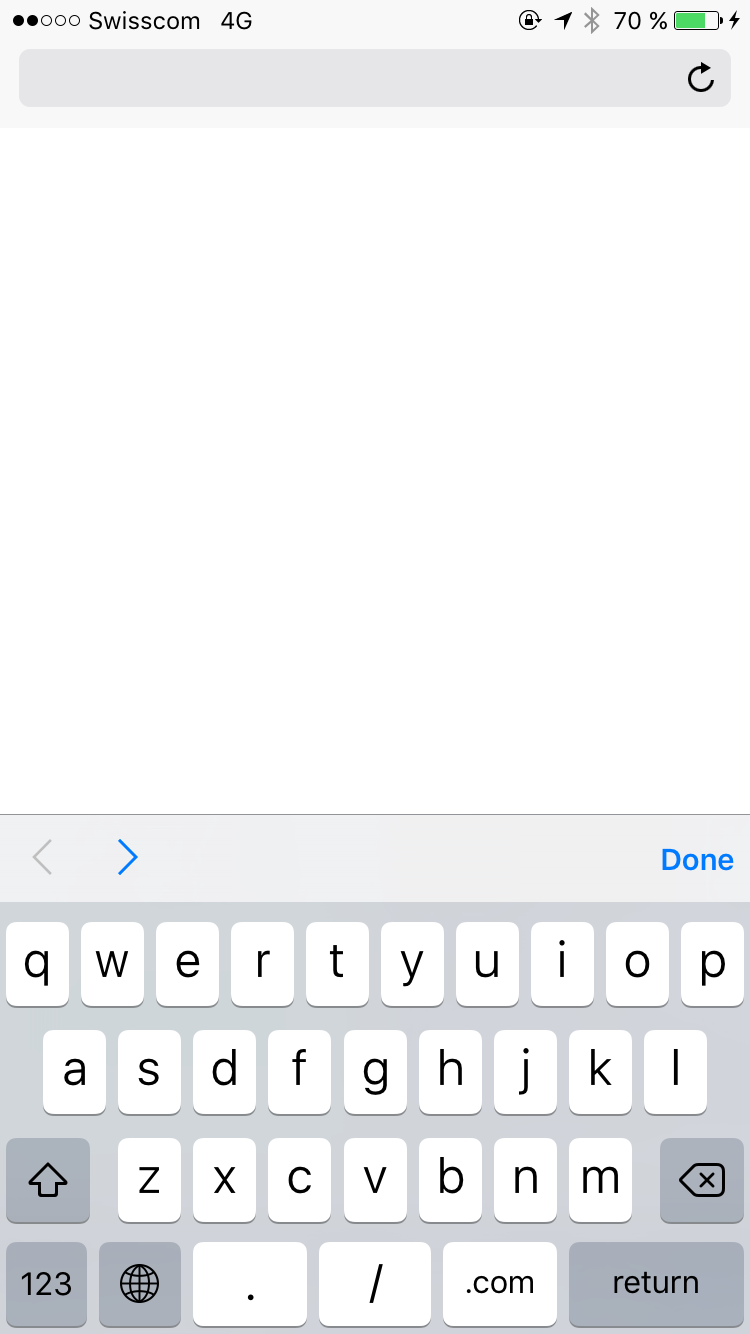 Swisscom 4G 70 %
Done
q w e r t y u i o p
a s d f g h j k l
z x c v b n m
123 . / .com return